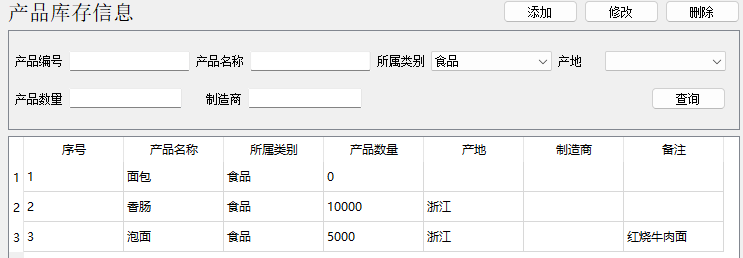 产品库存信息 添加 修改 删除
产品编号 产品名称 所属类别 食品 产地
产品数量 制造商 查询
序号 产品名称 所属类别 产品数量 产地 制造商 备注
1 1 面包 食品 0
2 2 香肠 食品 10000 浙江
3 3 泡面 食品 5000 浙江 红烧牛肉面